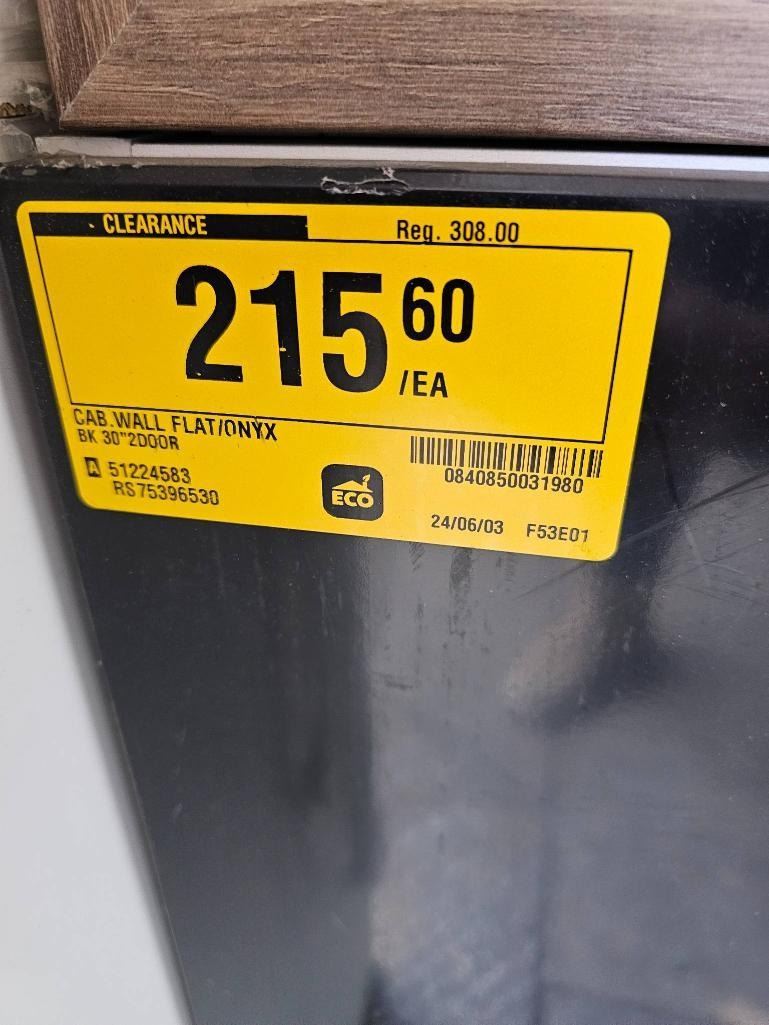 CLEARANCE
Reg. 308.00
215 60
/EA
CAB.WALL FLAT/ONYX
BK 30"2DOOR
A 51224583
RS75396530
ECO
0840850031980
24/06/03 F53E01